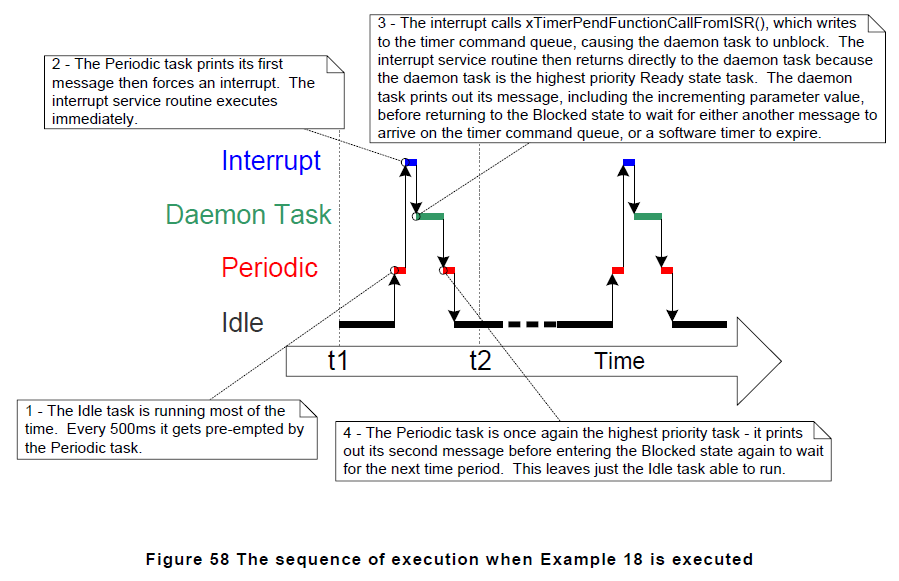 3 - The interrupt calls xTimerPendFunctionCallFromISR(), which writes
to the timer command queue, causing the daemon task to unblock.  The
interrupt service routine then returns directly to the daemon task because
the daemon task is the highest priority Ready state task.  The daemon
task prints out its message, including the incrementing parameter value,
before returning to the Blocked state to wait for either another message to
arrive on the timer command queue, or a software timer to expire.
2 - The Periodic task prints its first
message then forces an interrupt.  The
interrupt service routine executes
immediately.
Interrupt
Daemon Task
Periodic
Idle
t1
t2
Time
1 - The Idle task is running most of the
time.  Every 500ms it gets pre-empted by
the Periodic task.
4 - The Periodic task is once again the highest priority task - it prints
out its second message before entering the Blocked state again to wait
for the next time period.  This leaves just the Idle task able to run.
Figure 58 The sequence of execution when Example 18 is executed